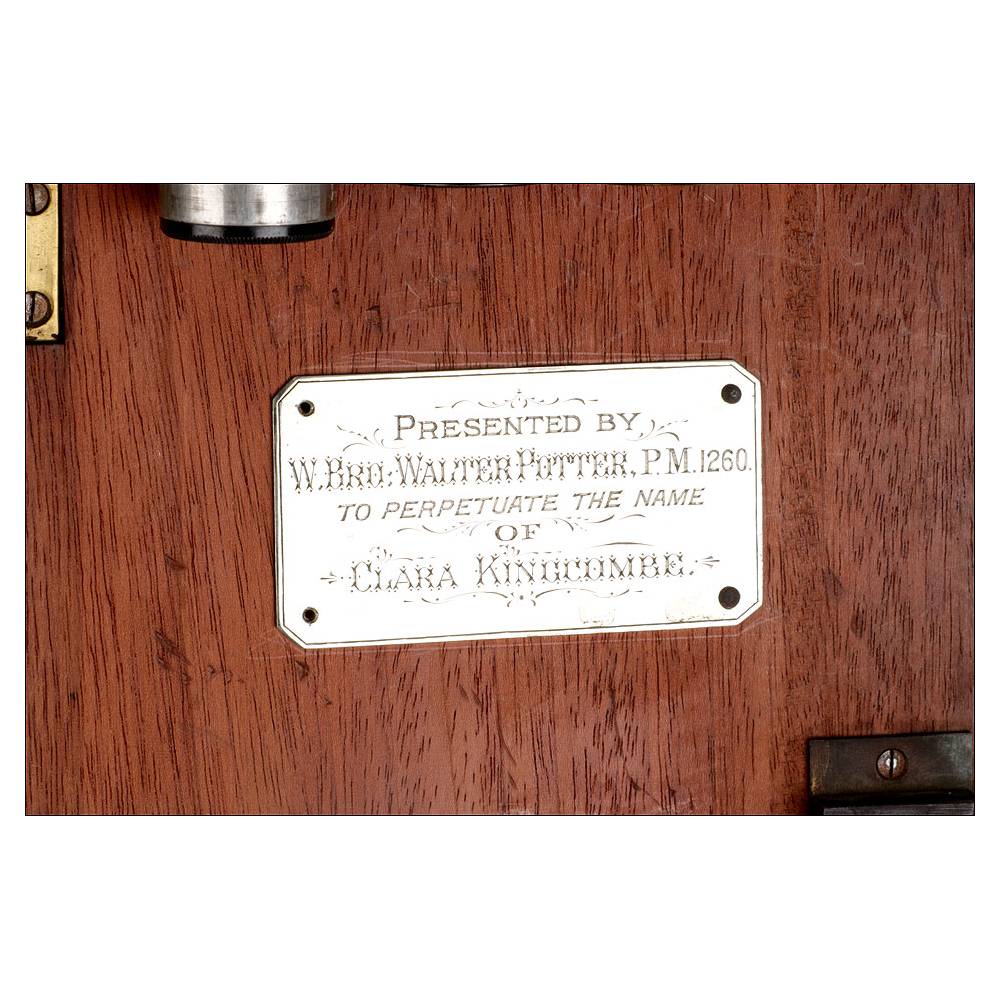 PRESENTED BY
W. BRO: WALTER POTTER, P.M. 1260.
TO PERPETUATE THE NAME
OF
CLARA KINGCOMBE.